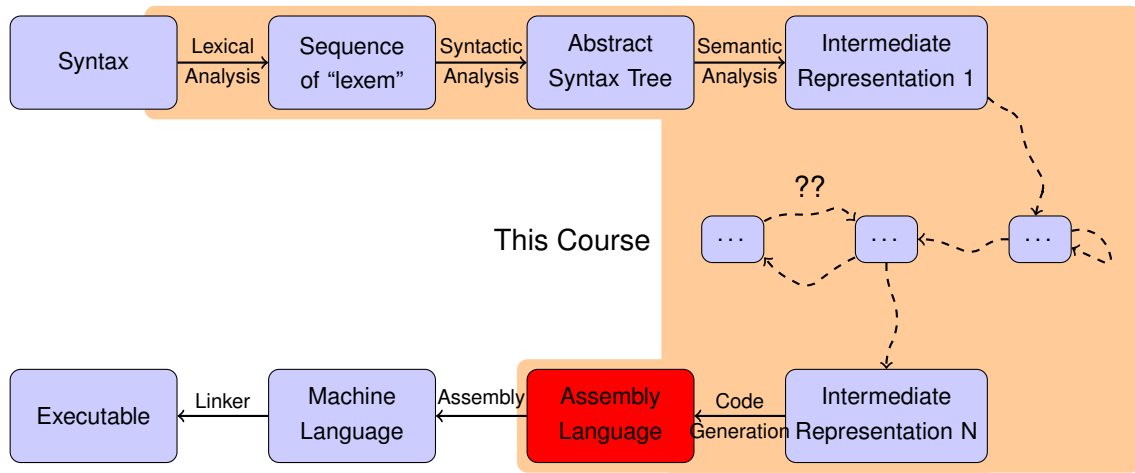 Syntax
Lexical
Analysis
Sequence
of “lexem”
Syntactic
Analysis
Abstract
Syntax Tree
Semantic
Analysis
Intermediate
Representation 1
??
...
...
...
This Course
Executable
Linker
Machine
Language
Assembly
Assembly
Language
Code
Generation
Intermediate
Representation N